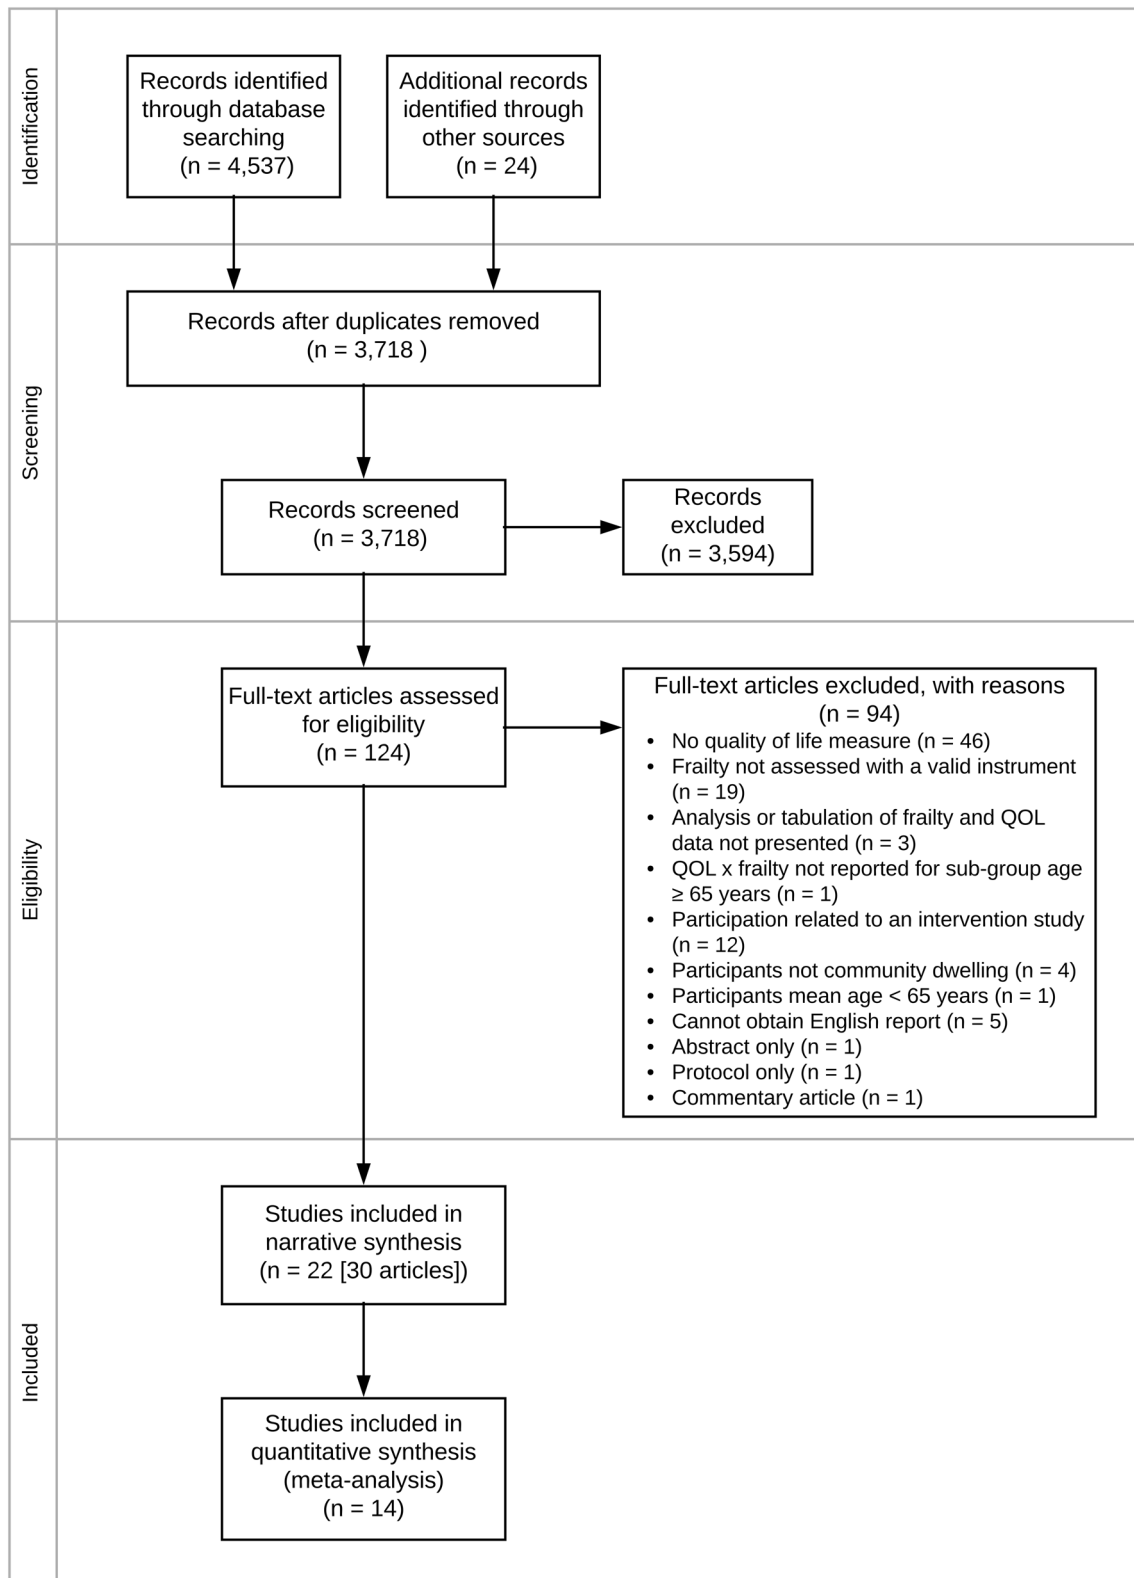 Identification
Records identified
through database
searching
(n = 4,537)
Additional records
identified through
other sources
(n = 24)
Screening
Records after duplicates removed
(n = 3,718 )
Records screened
(n = 3,718)
Records
excluded
(n = 3,594)
Eligibility
Full-text articles assessed
for eligibility
(n = 124)
Full-text articles excluded, with reasons
(n = 94)
• No quality of life measure (n = 46)
• Frailty not assessed with a valid instrument
(n = 19)
• Analysis or tabulation of frailty and QOL
data not presented (n = 3)
• QOL x frailty not reported for sub-group age
≥ 65 years (n = 1)
• Participation related to an intervention study
(n = 12)
• Participants not community dwelling (n = 4)
• Participants mean age < 65 years (n = 1)
• Cannot obtain English report (n = 5)
• Abstract only (n = 1)
• Protocol only (n = 1)
• Commentary article (n = 1)
Included
Studies included in
narrative synthesis
(n = 22 [30 articles])
Studies included in
quantitative synthesis
(meta-analysis)
(n = 14)